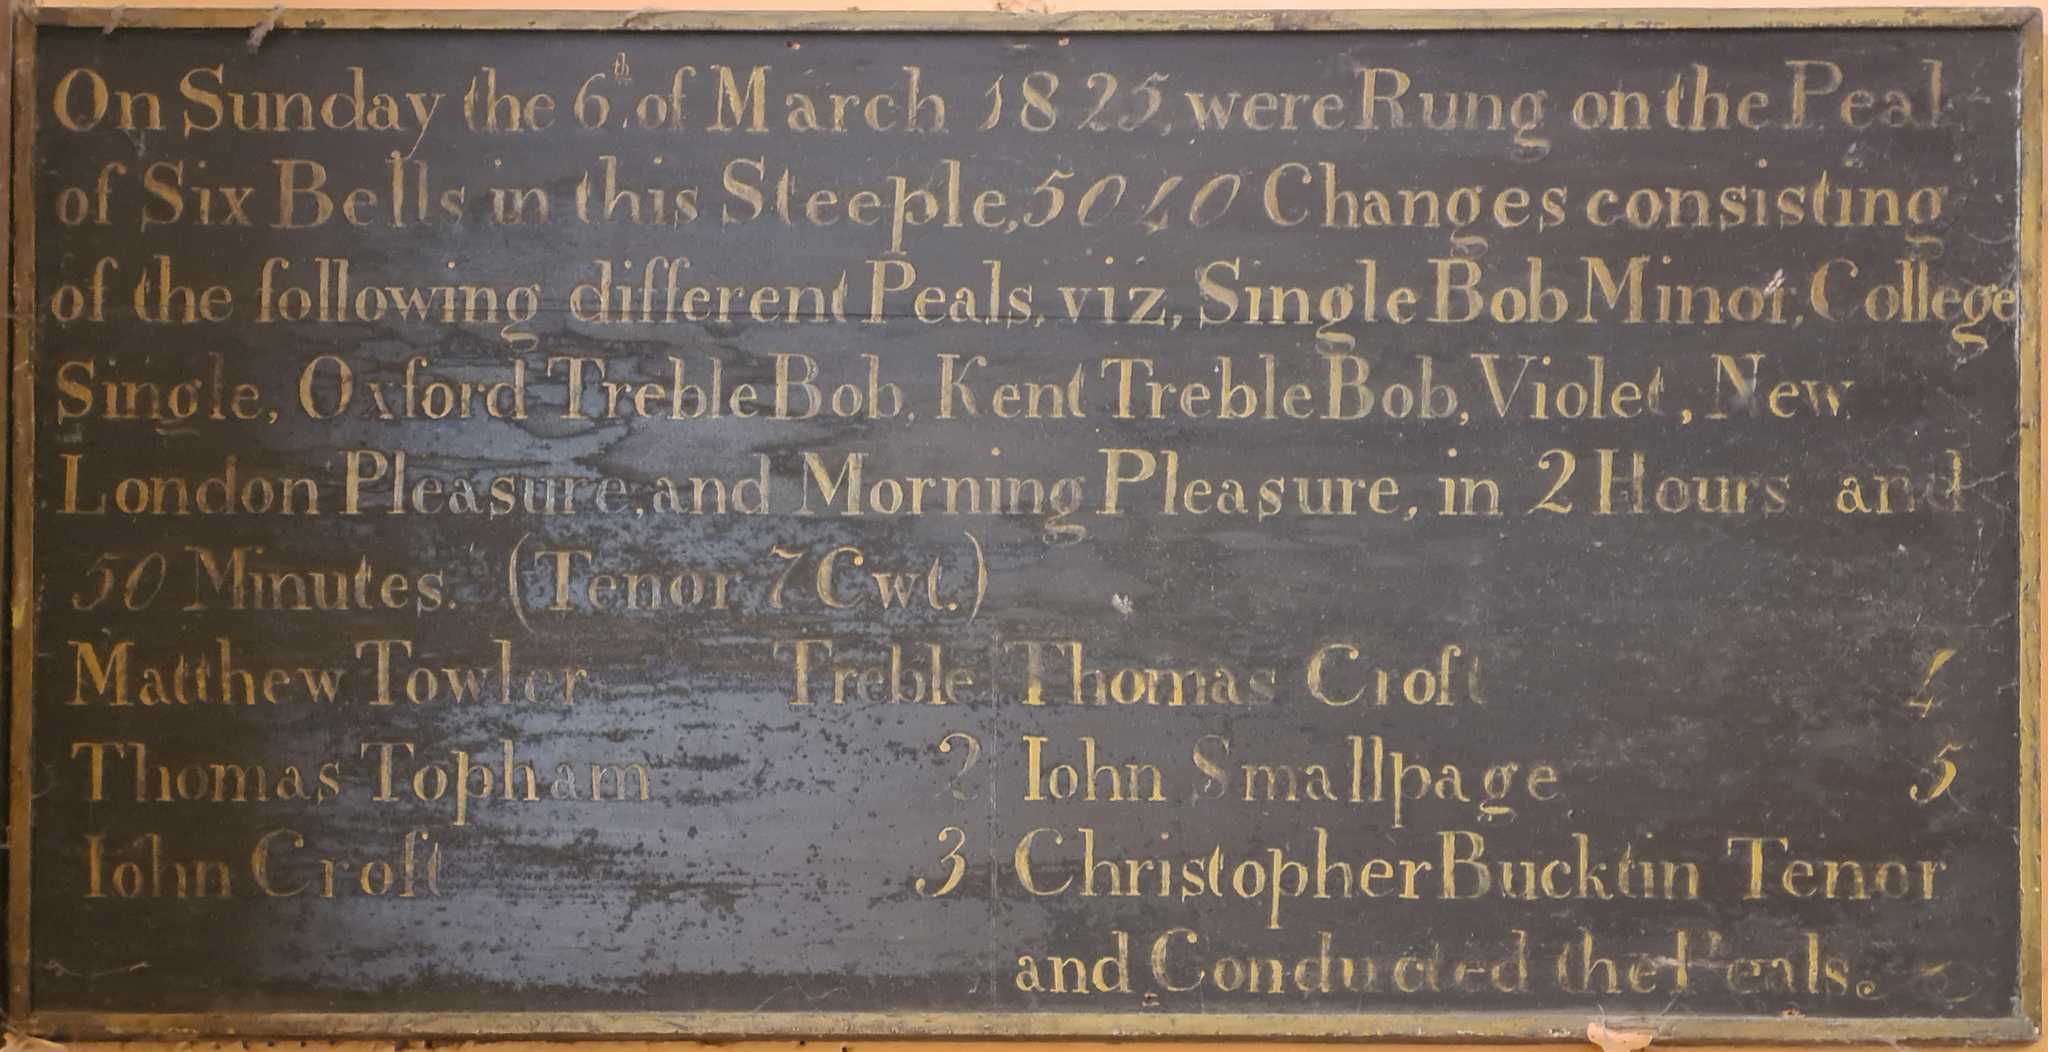 On Sunday the 6th. of March 1825, were Rung on the Peal
of Six Bells in this Steeple, 5040 Changes consisting
of the following different Peals, viz, Single Bob Minor, College
Single, Oxford Treble Bob, Kent Treble Bob, Violet, New
London Pleasure, and Morning Pleasure, in 2 Hours and
50 Minutes. (Tenor 7 Cwt.)
Matthew Towler Treble Thomas Croft 4
Thomas Topham 2 Iohn Smallpage 5
Iohn Croft 3 Christopher Bucktin Tenor
and Conducted the Peals.